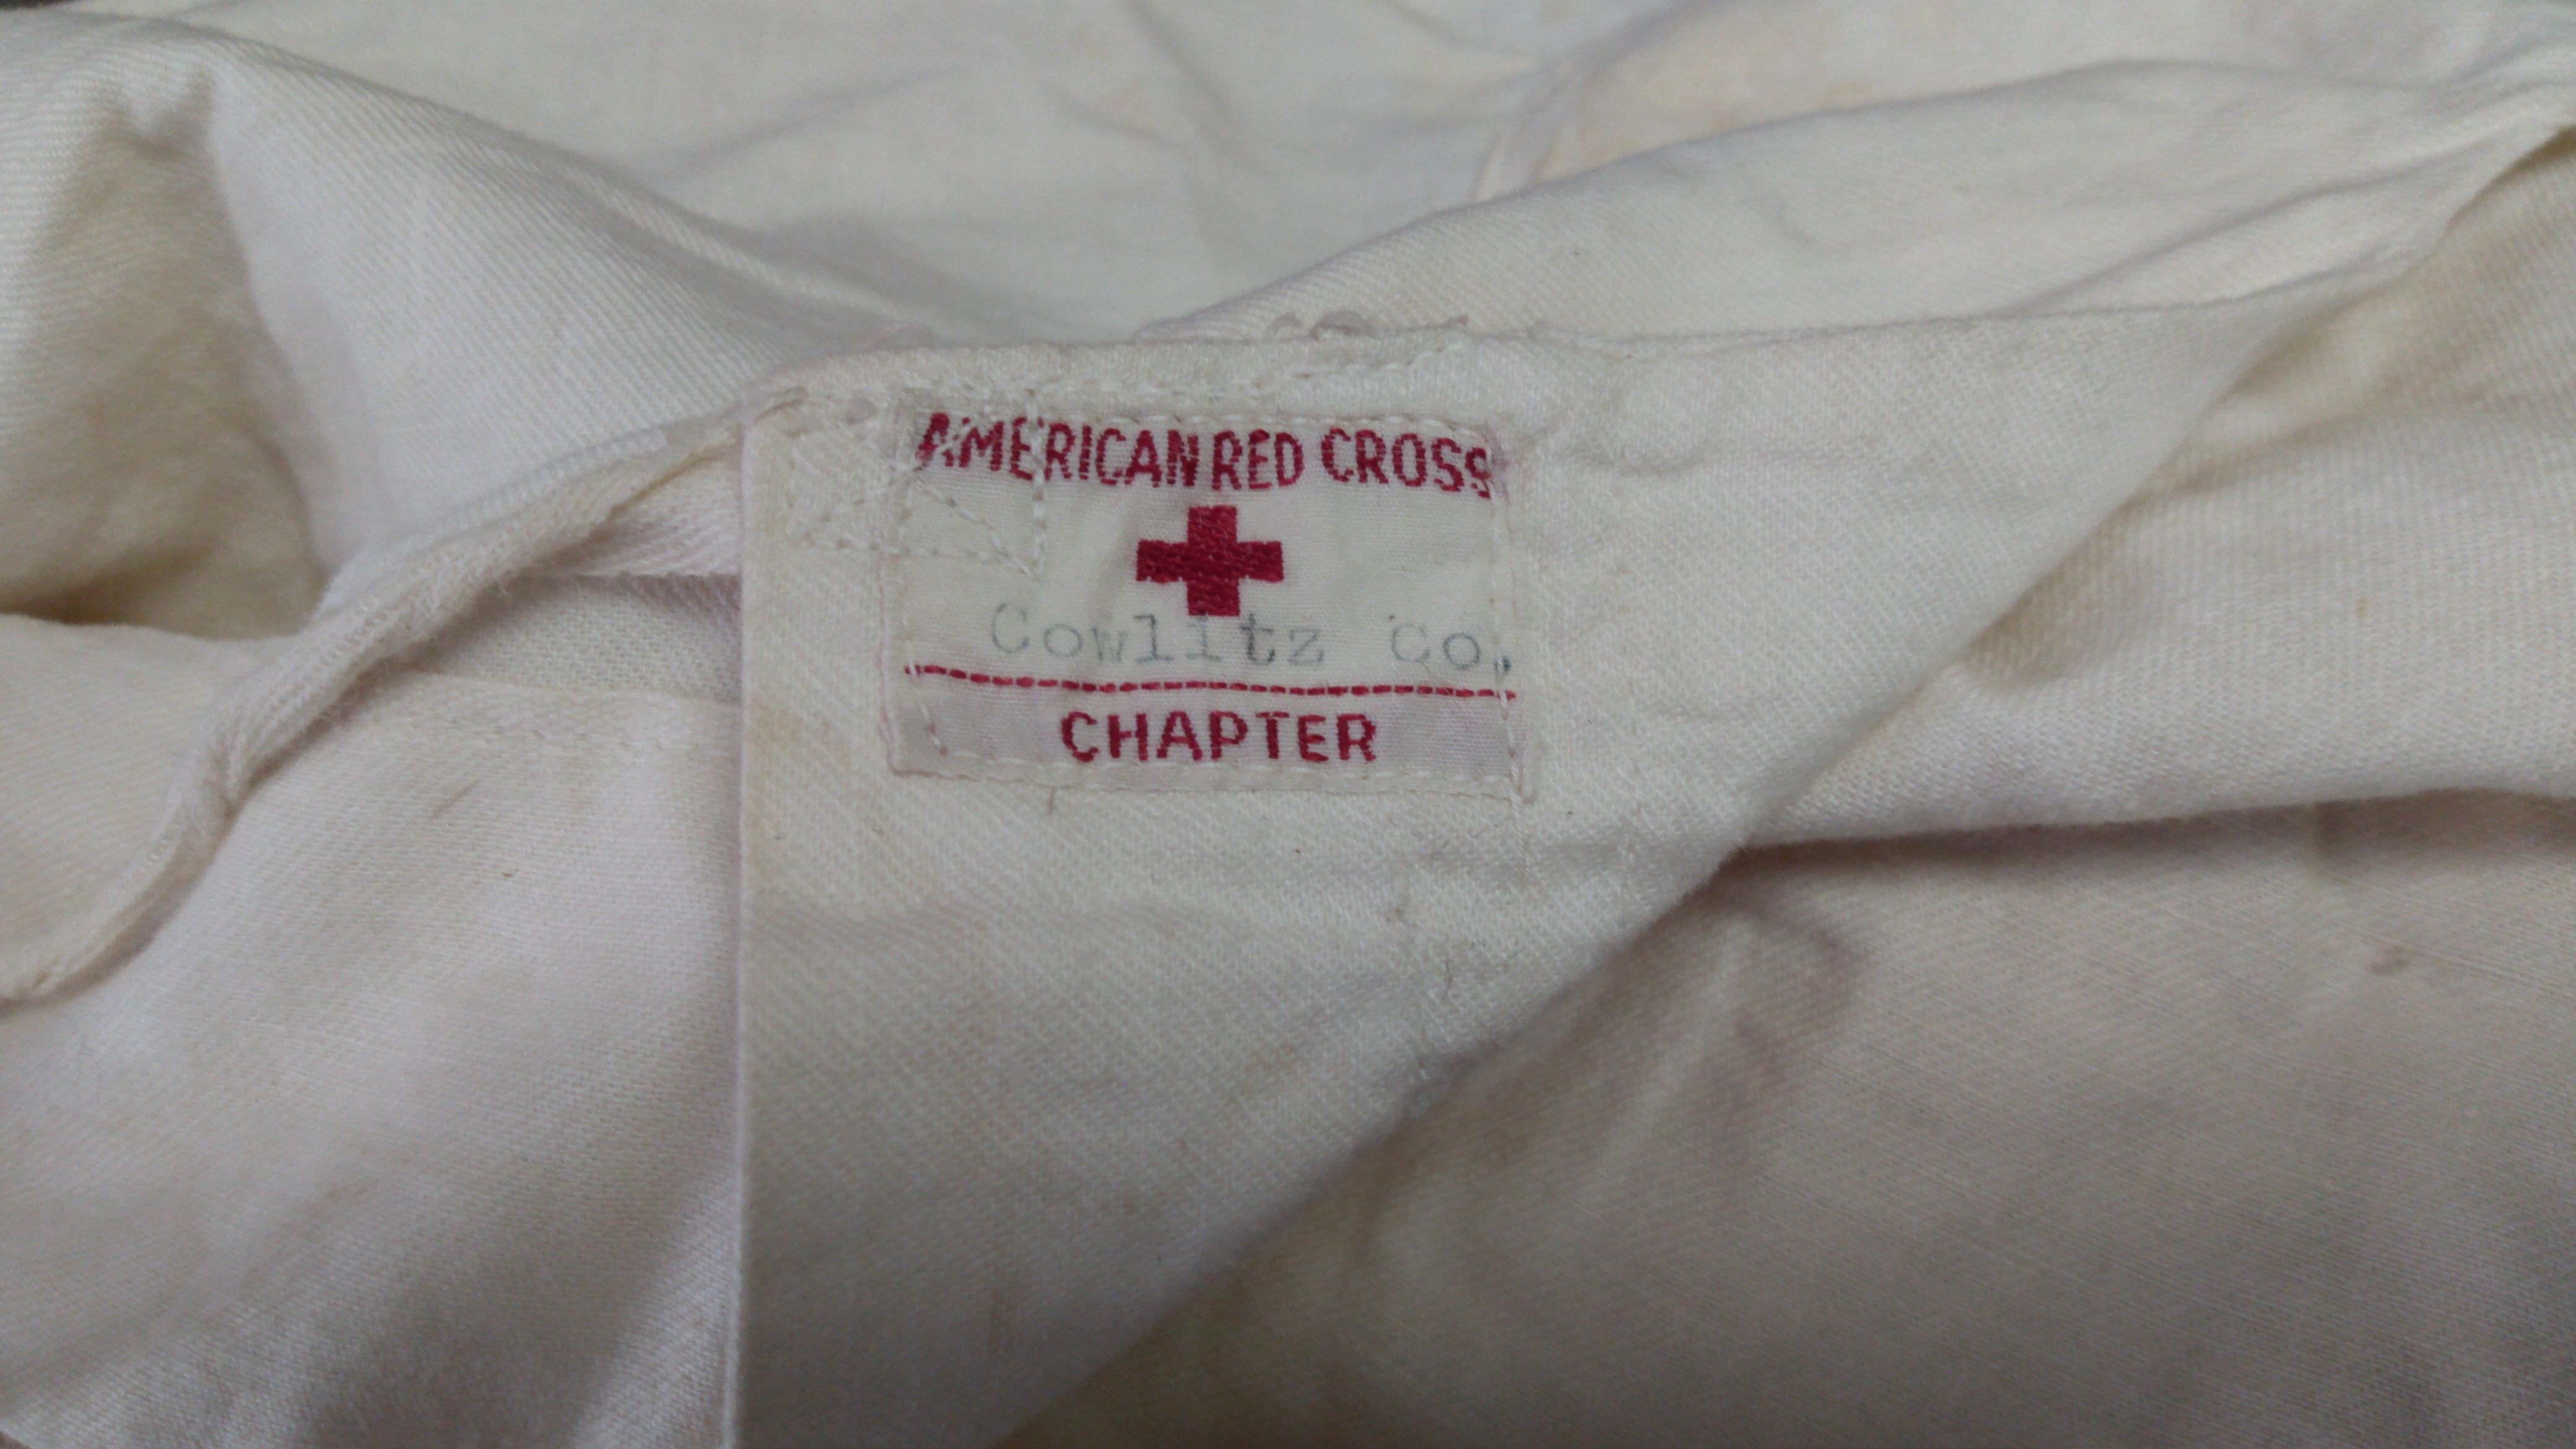 AMERICAN RED CROSS
Cowlitz Co.
CHAPTER